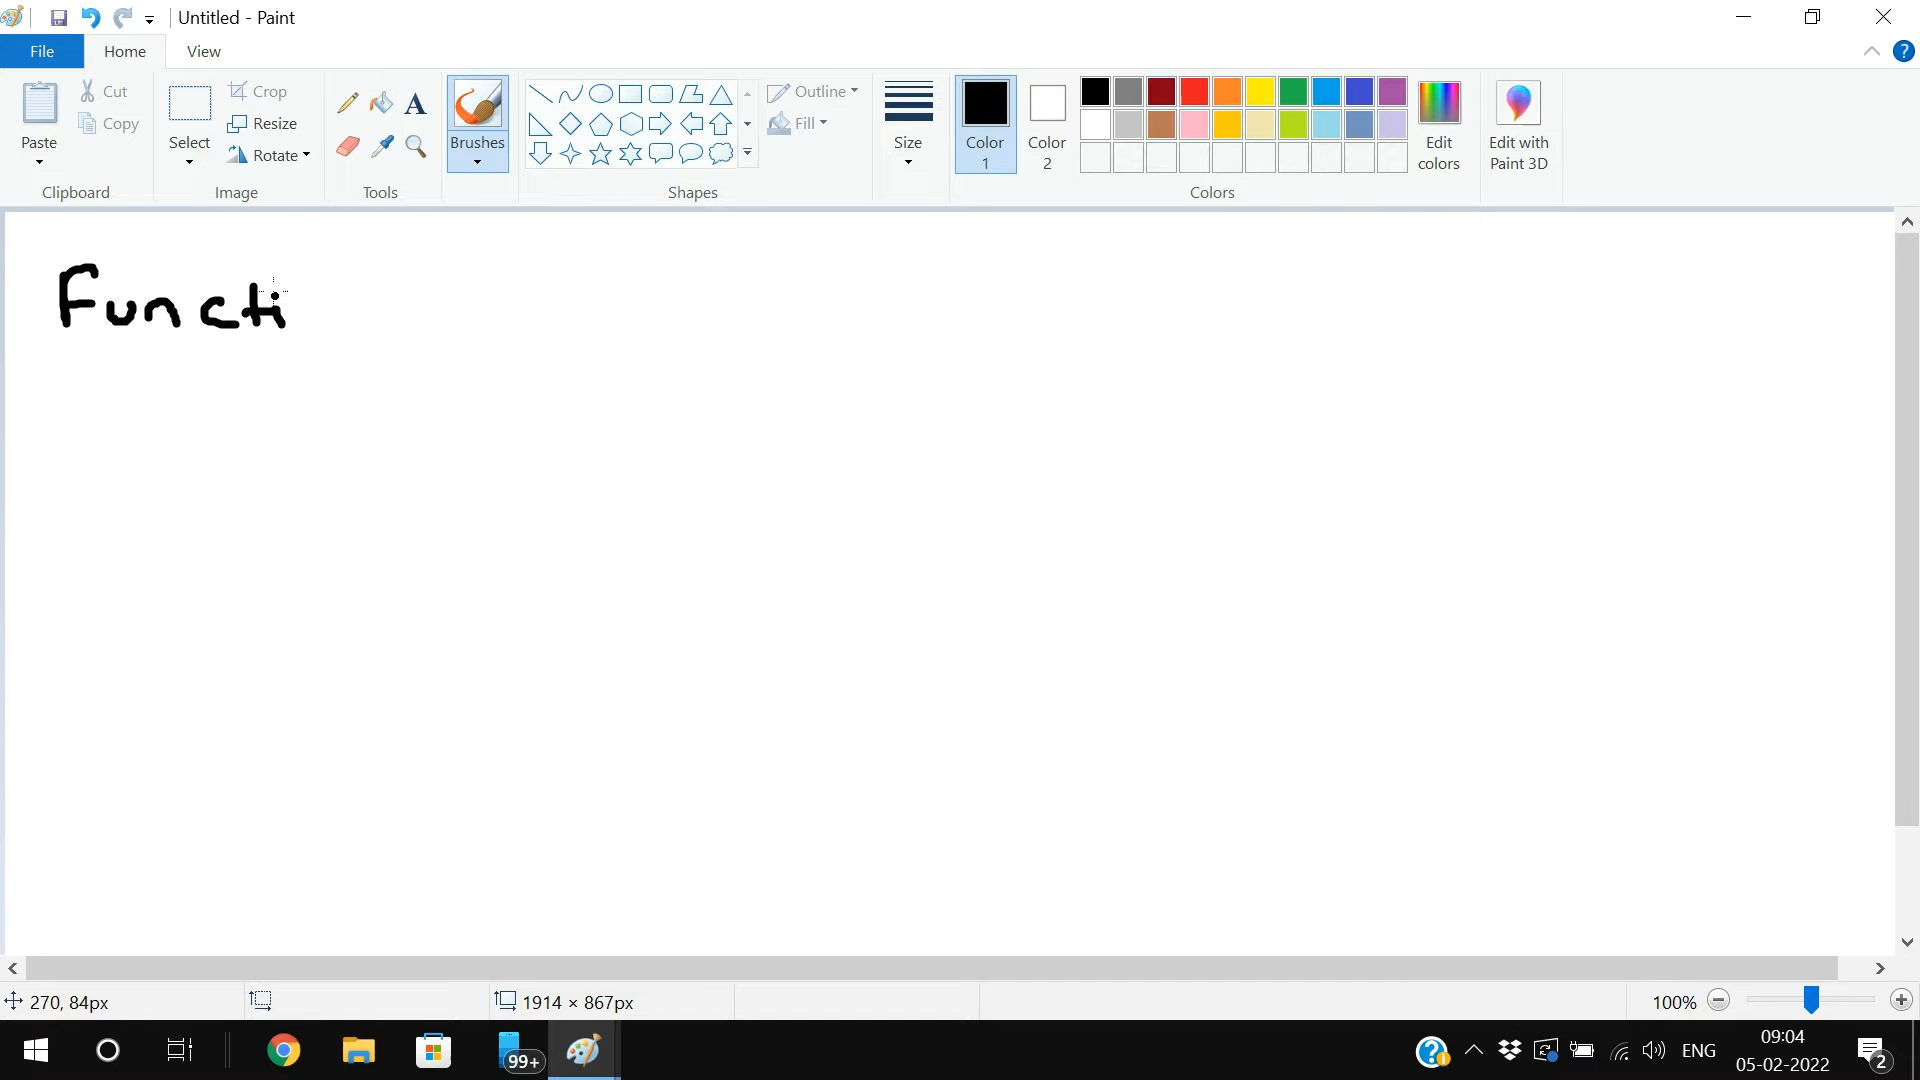 Untitled - Paint
File Home View
Paste Cut Copy Clipboard
Select Crop Resize Rotate Image
Tools
Brushes
Shapes Outline Fill
Size
Color 1 Color 2 Edit colors Colors
Edit with Paint 3D
Functi
270, 84px 1914 × 867px 100%
99+ ENG 09:04 05-02-2022 2